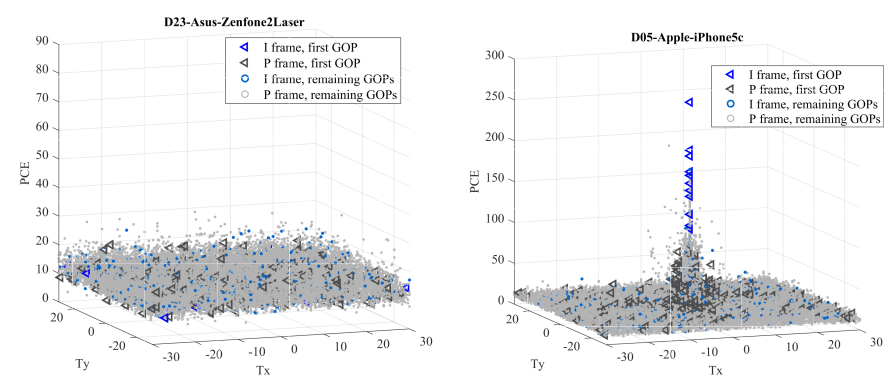 D23-Asus-Zenfone2Laser
I frame, first GOP
P frame, first GOP
I frame, remaining GOPs
P frame, remaining GOPs
90
80
70
60
50
40
30
20
10
0
PCE
20
0
-20
Ty
-30
-20
-10
0
10
20
30
Tx
D05-Apple-iPhone5c
I frame, first GOP
P frame, first GOP
I frame, remaining GOPs
P frame, remaining GOPs
300
250
200
150
100
50
0
PCE
20
0
-20
Ty
-30
-20
-10
0
10
20
30
Tx